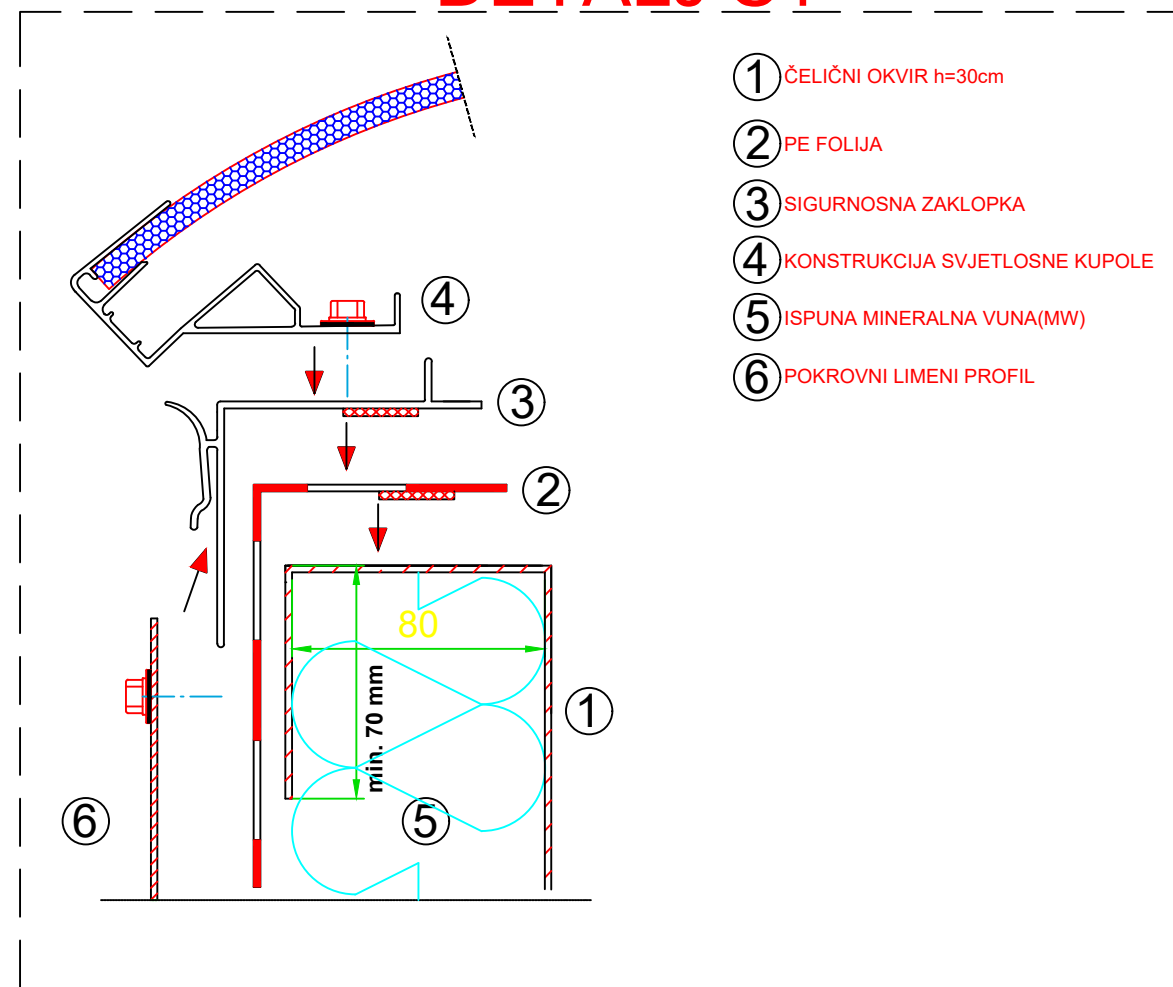 1 ČELIČNI OKVIR h=30cm
2 PE FOLIJA
3 SIGURNOSNA ZAKLOPKA
4 KONSTRUKCIJA SVJETLOSNE KUPOLE
5 ISPUNA MINERALNA VUNA(MW)
6 POKROVNI LIMENI PROFIL
4
3
2
80
min. 70 mm
1
6
5